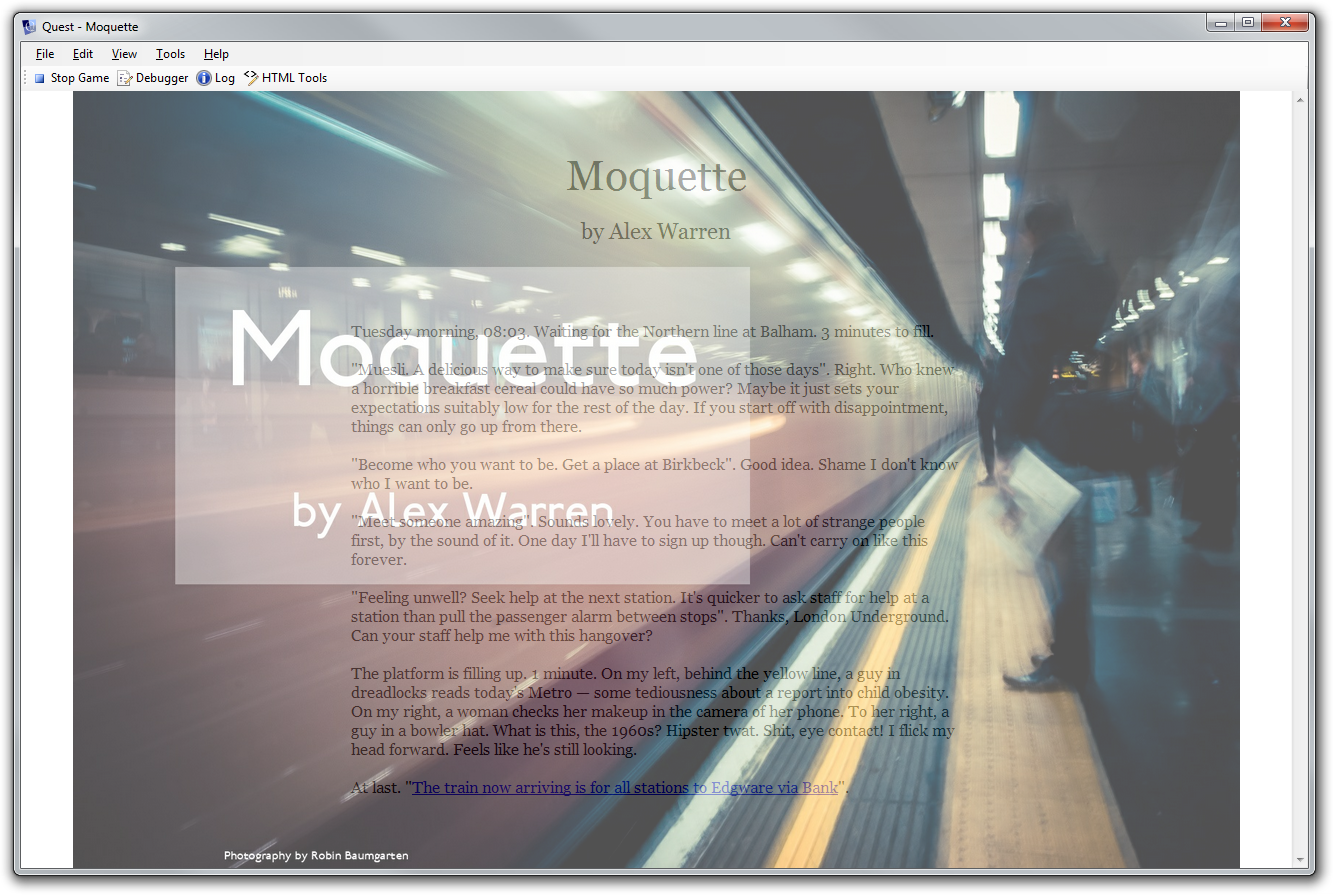 Quest - Moquette
File Edit View Tools Help
Stop Game Debugger Log HTML Tools
Moquette
by Alex Warren
Moquette
by Alex Warren
Tuesday morning, 08:03. Waiting for the Northern line at Balham. 3 minutes to fill.
"Muesli. A delicious way to make sure today isn't one of those days". Right. Who knew
a horrible breakfast cereal could have so much power? Maybe it just sets your
expectations suitably low for the rest of the day. If you start off with disappointment,
things can only go up from there.
"Become who you want to be. Get a place at Birkbeck". Good idea. Shame I don't know
who I want to be.
"Meet someone amazing". Sounds lovely. You have to meet a lot of strange people
first, by the sound of it. One day I'll have to sign up though. Can't carry on like this
forever.
"Feeling unwell? Seek help at the next station. It's quicker to ask staff for help at a
station than pull the passenger alarm between stops". Thanks, London Underground.
Can your staff help me with this hangover?
The platform is filling up. 1 minute. On my left, behind the yellow line, a guy in
dreadlocks reads today's Metro — some tediousness about a report into child obesity.
On my right, a woman checks her makeup in the camera of her phone. To her right, a
guy in a bowler hat. What is this, the 1960s? Hipster twat. Shit, eye contact! I flick my
head forward. Feels like he's still looking.
At last. "The train now arriving is for all stations to Edgware via Bank".
Photography by Robin Baumgarten